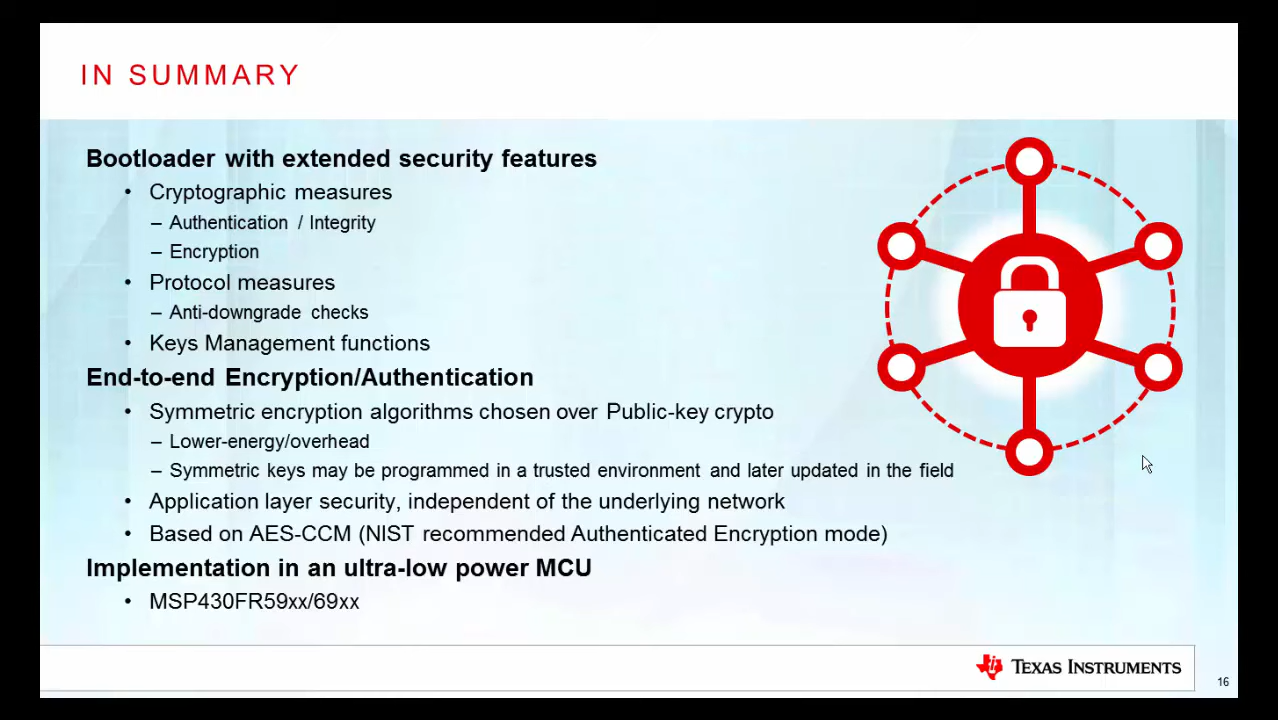 IN SUMMARY
Bootloader with extended security features
• Cryptographic measures
– Authentication / Integrity
– Encryption
• Protocol measures
– Anti-downgrade checks
• Keys Management functions
End-to-end Encryption/Authentication
• Symmetric encryption algorithms chosen over Public-key crypto
– Lower-energy/overhead
– Symmetric keys may be programmed in a trusted environment and later updated in the field
• Application layer security, independent of the underlying network
• Based on AES-CCM (NIST recommended Authenticated Encryption mode)
Implementation in an ultra-low power MCU
• MSP430FR59xx/69xx
TEXAS INSTRUMENTS
16